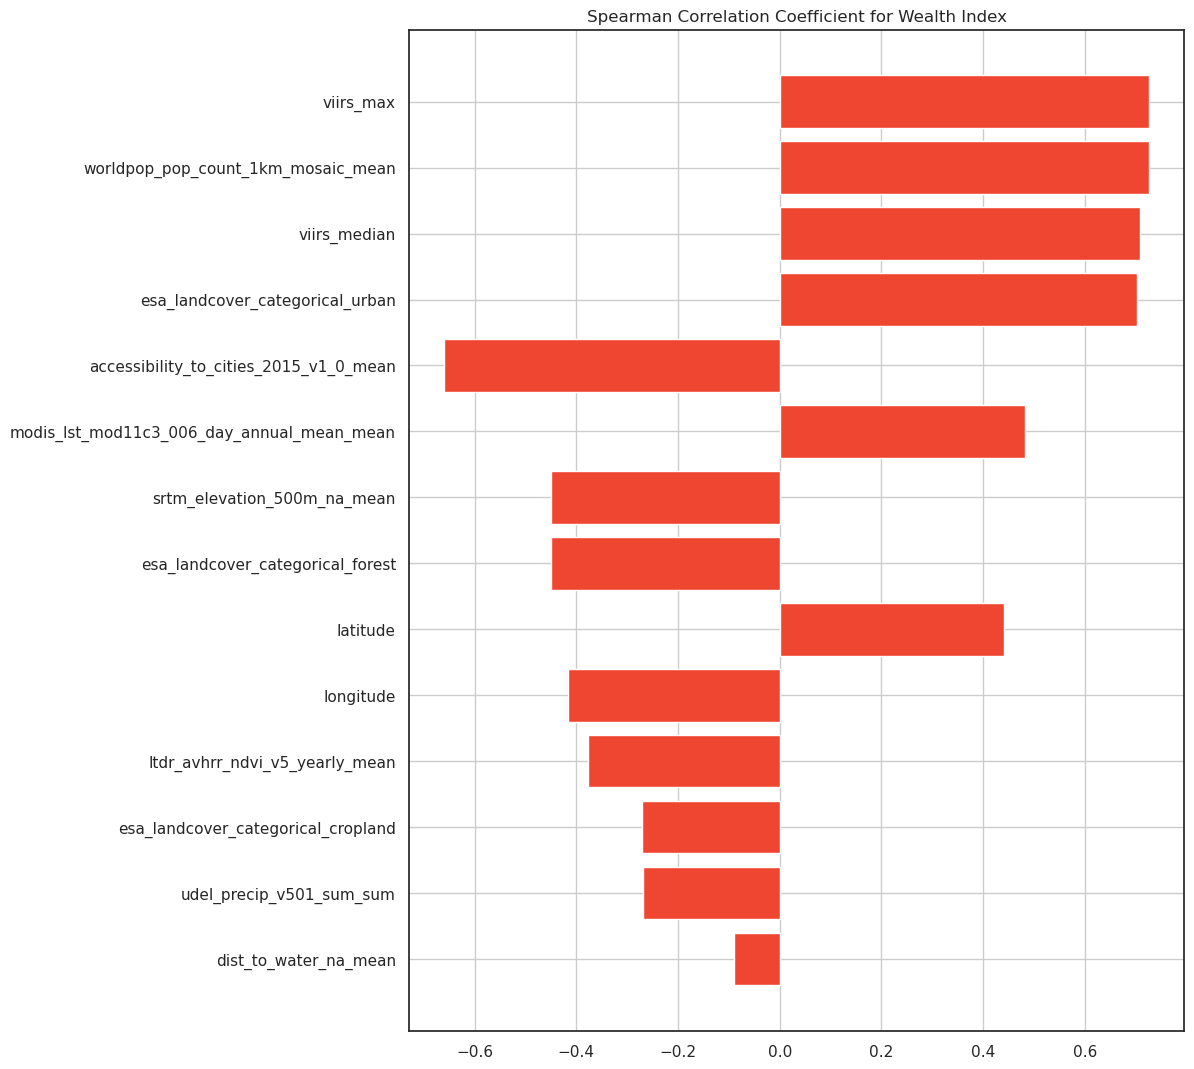 Spearman Correlation Coefficient for Wealth Index
viirs_max
worldpop_pop_count_1km_mosaic_mean
viirs_median
esa_landcover_categorical_urban
accessibility_to_cities_2015_v1_0_mean
modis_lst_mod11c3_006_day_annual_mean_mean
srtm_elevation_500m_na_mean
esa_landcover_categorical_forest
latitude
longitude
ltdr_avhrr_ndvi_v5_yearly_mean
esa_landcover_categorical_cropland
udel_precip_v501_sum_sum
dist_to_water_na_mean
−0.6 −0.4 −0.2 0.0 0.2 0.4 0.6